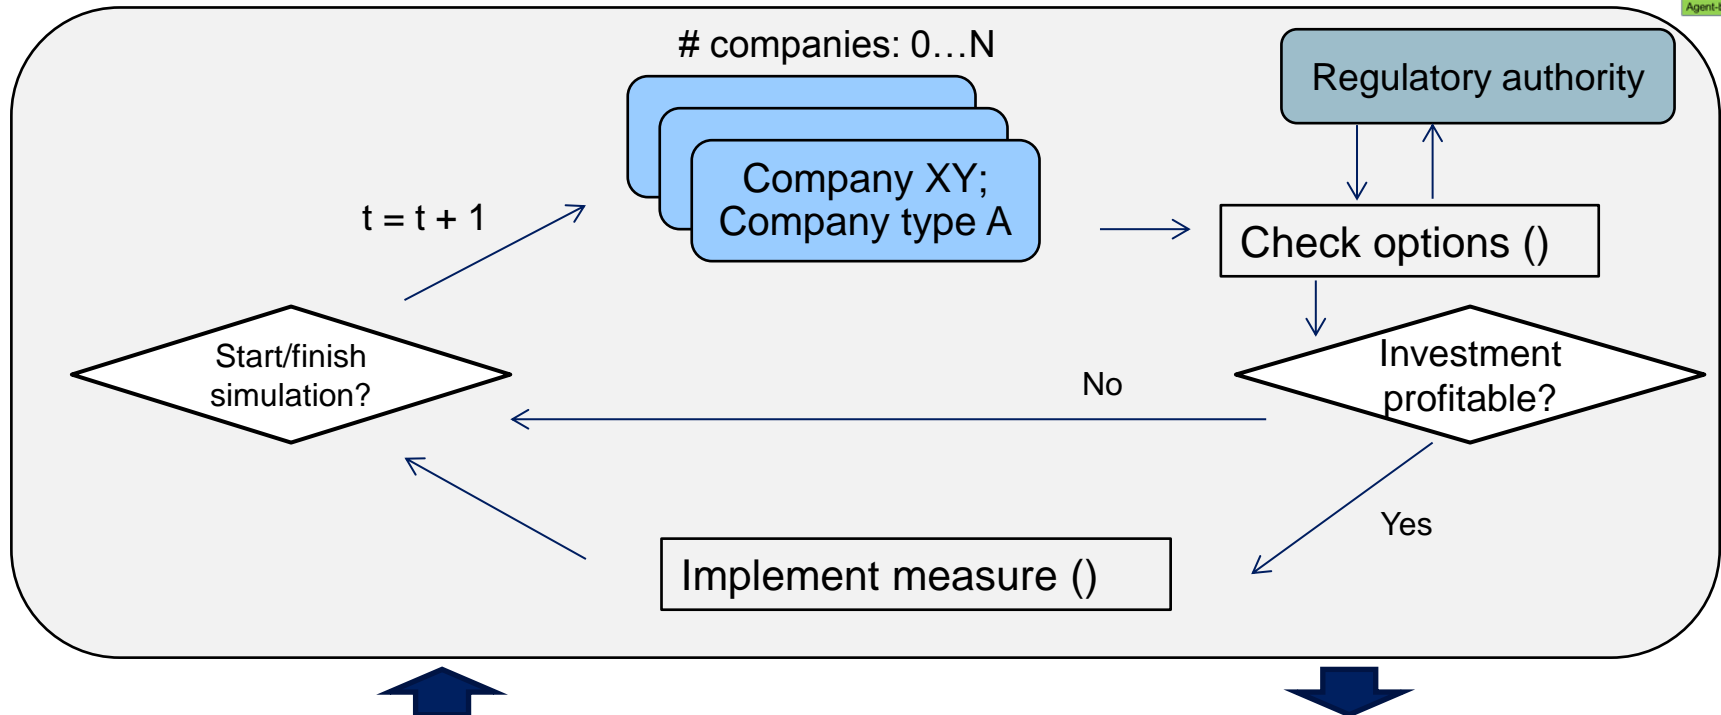 Agent-b
# companies: 0…N
Regulatory authority
Company XY;
Company type A
t = t + 1
Check options ()
Start/finish
simulation?
Investment
profitable?
No
Yes
Implement measure ()